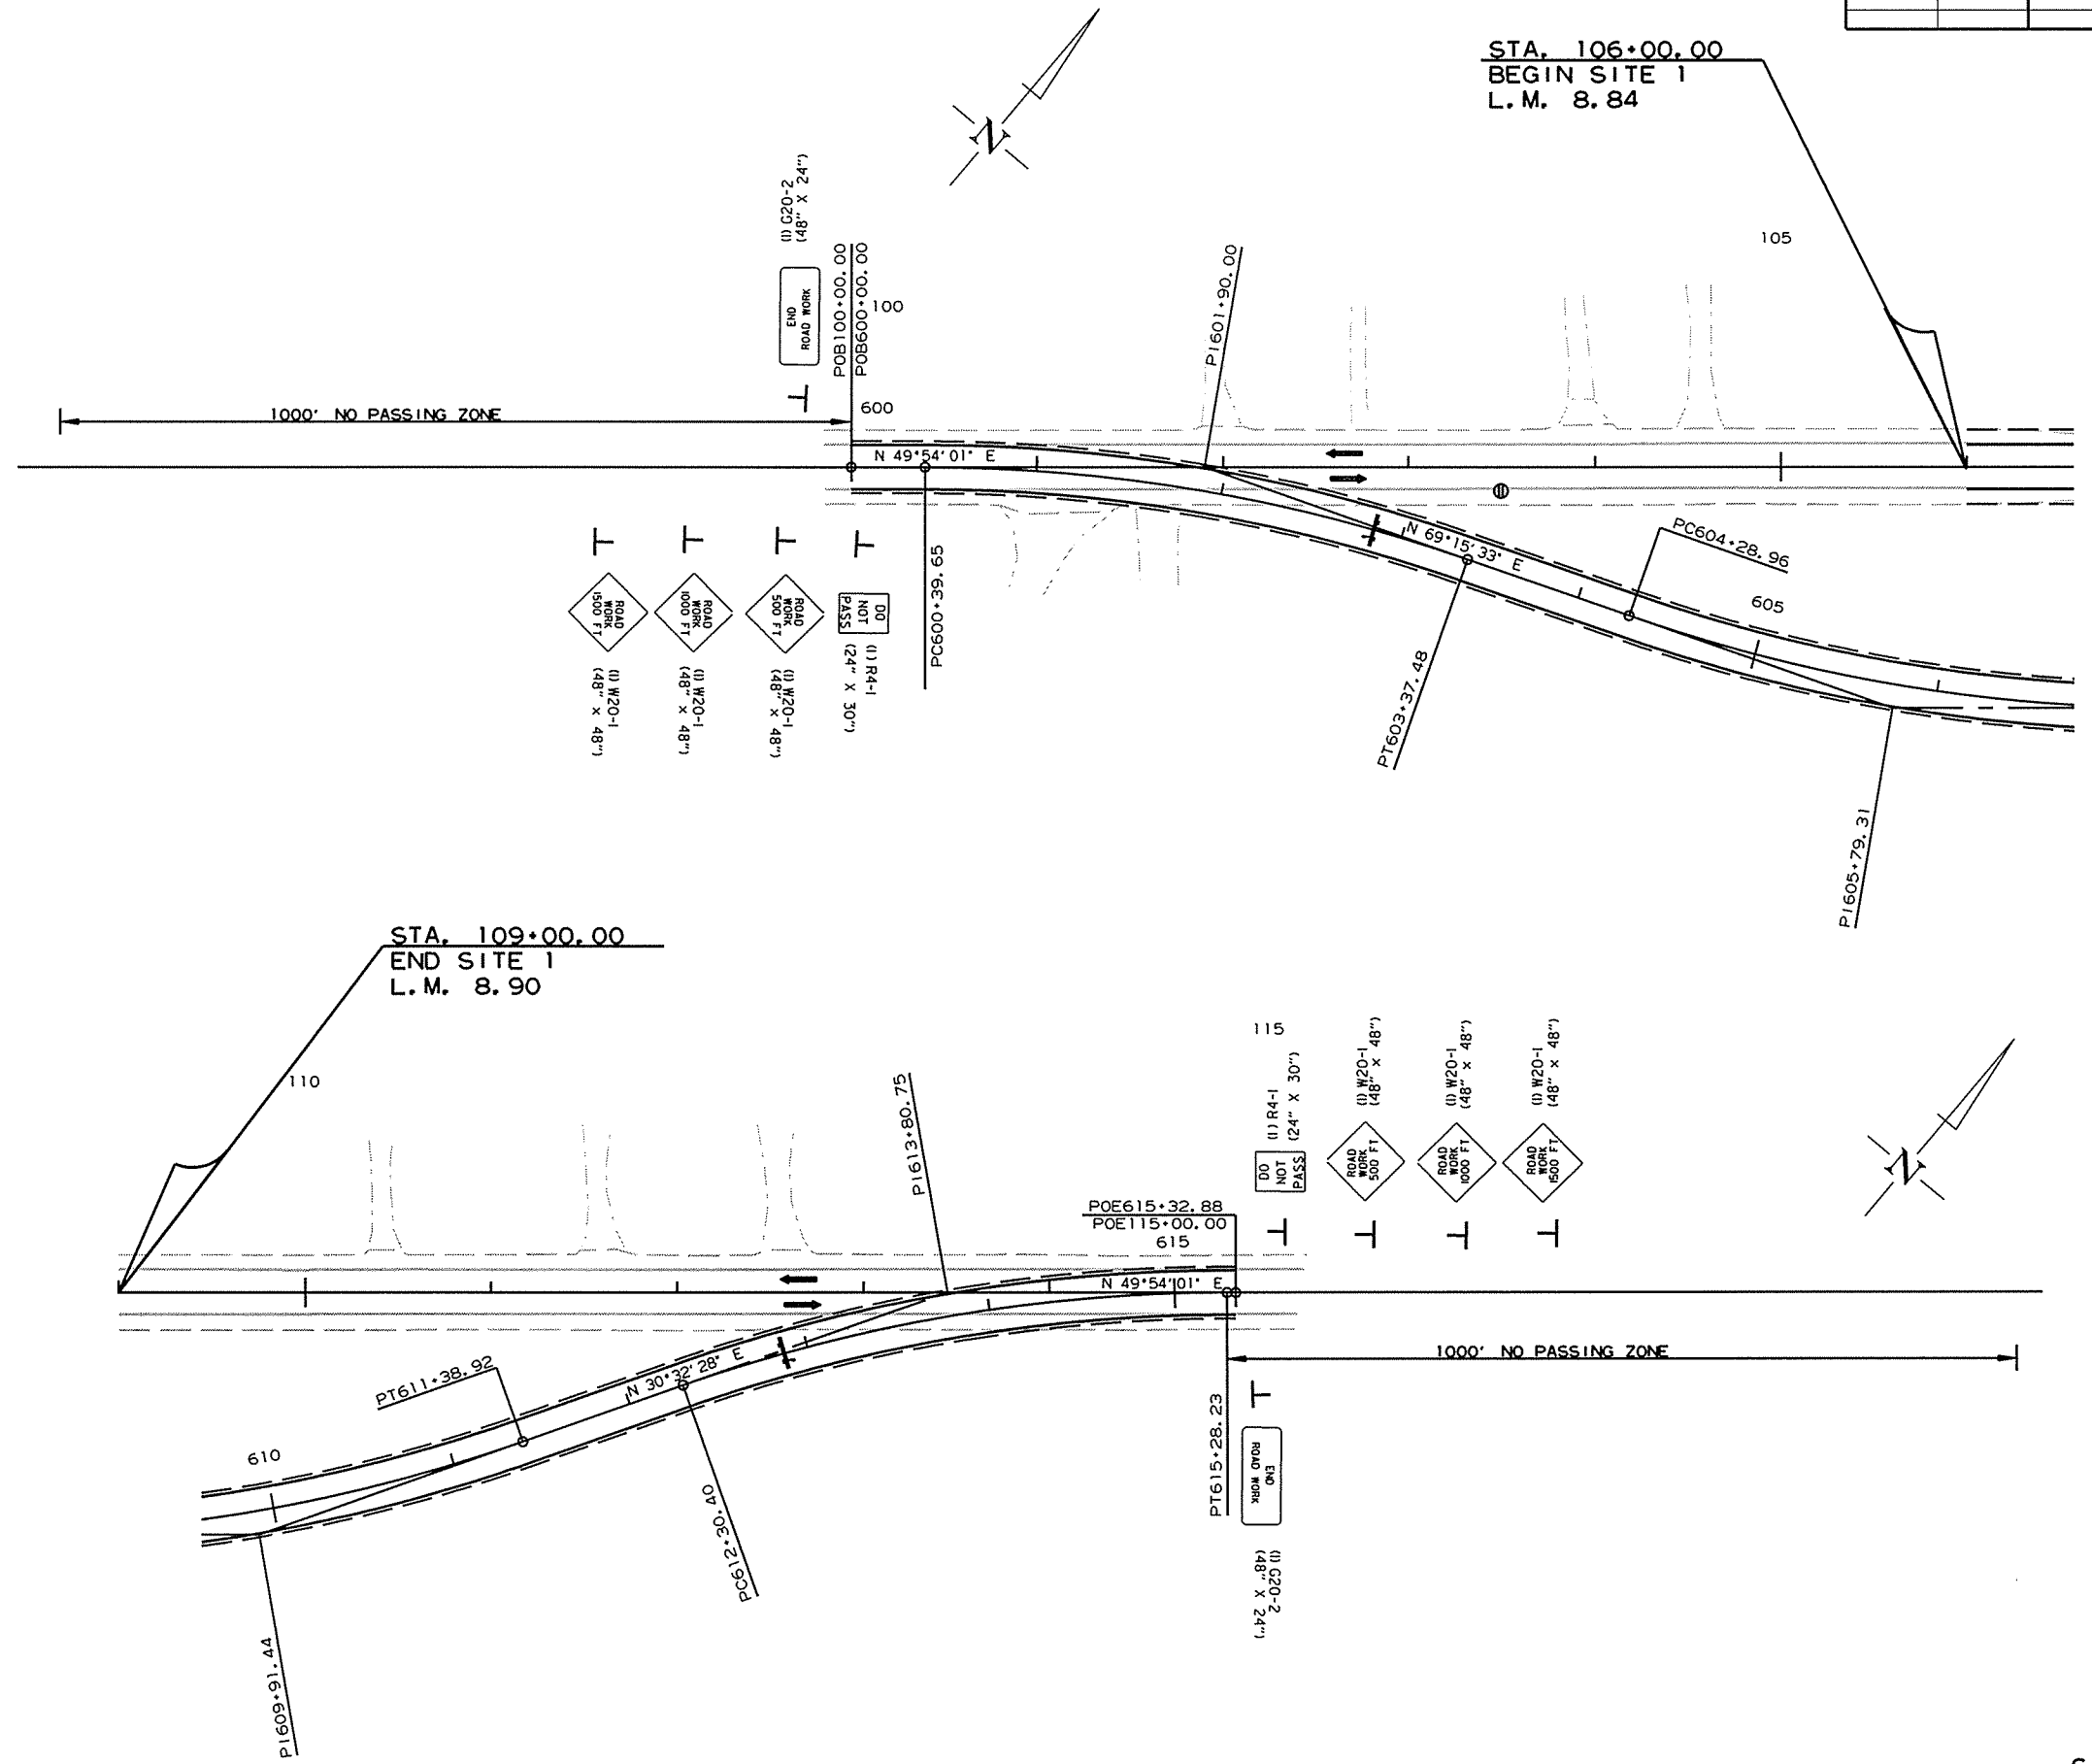 STA. 106+00.00
BEGIN SITE 1
L.M. 8.84
N
105
(1) G20-2
(48" X 24")
END
ROAD WORK
POB100+00.00
POB600+00.00
100
600
PI601+90.00
1000' NO PASSING ZONE
N 49°54'01" E
N 69°15'33" E
PC604+28.96
605
ROAD
WORK
1500 FT
(1) W20-1
(48" X 48")
ROAD
WORK
1000 FT
(1) W20-1
(48" X 48")
ROAD
WORK
500 FT
(1) W20-1
(48" X 48")
DO
NOT
PASS
(1) R4-1
(24" X 30")
PC600+39.65
PT603+37.48
PI605+79.31
STA. 109+00.00
END SITE 1
L.M. 8.90
110
PI613+80.75
115
(1) R4-1
(24" X 30")
DO
NOT
PASS
(1) W20-1
(48" X 48")
ROAD
WORK
500 FT
(1) W20-1
(48" X 48")
ROAD
WORK
1000 FT
(1) W20-1
(48" X 48")
ROAD
WORK
1500 FT
N
POE615+32.88
POE115+00.00
615
N 49°54'01" E
1000' NO PASSING ZONE
PT611+38.92
N 30°32'28" E
610
PC612+30.40
PT615+28.23
END
ROAD WORK
(1) G20-2
(48" X 24")
PI609+91.44